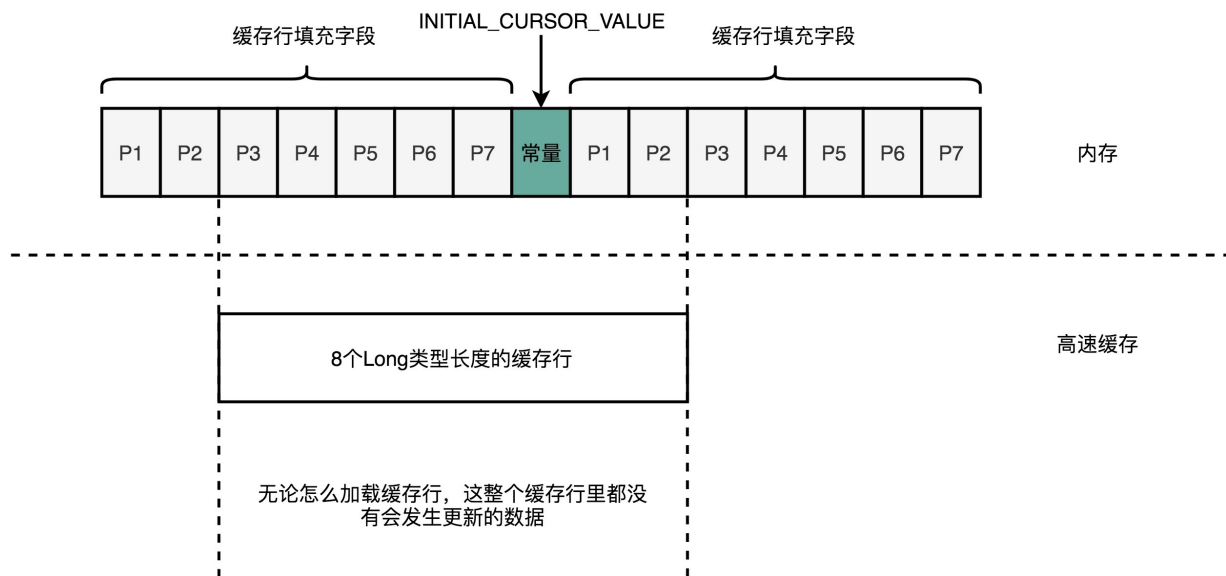 INITIAL_CURSOR_VALUE
缓存行填充字段
缓存行填充字段
P1 P2 P3 P4 P5 P6 P7 常量 P1 P2 P3 P4 P5 P6 P7
内存
8个Long类型长度的缓存行
高速缓存
无论怎么加载缓存行，这整个缓存行里都没
有会发生更新的数据